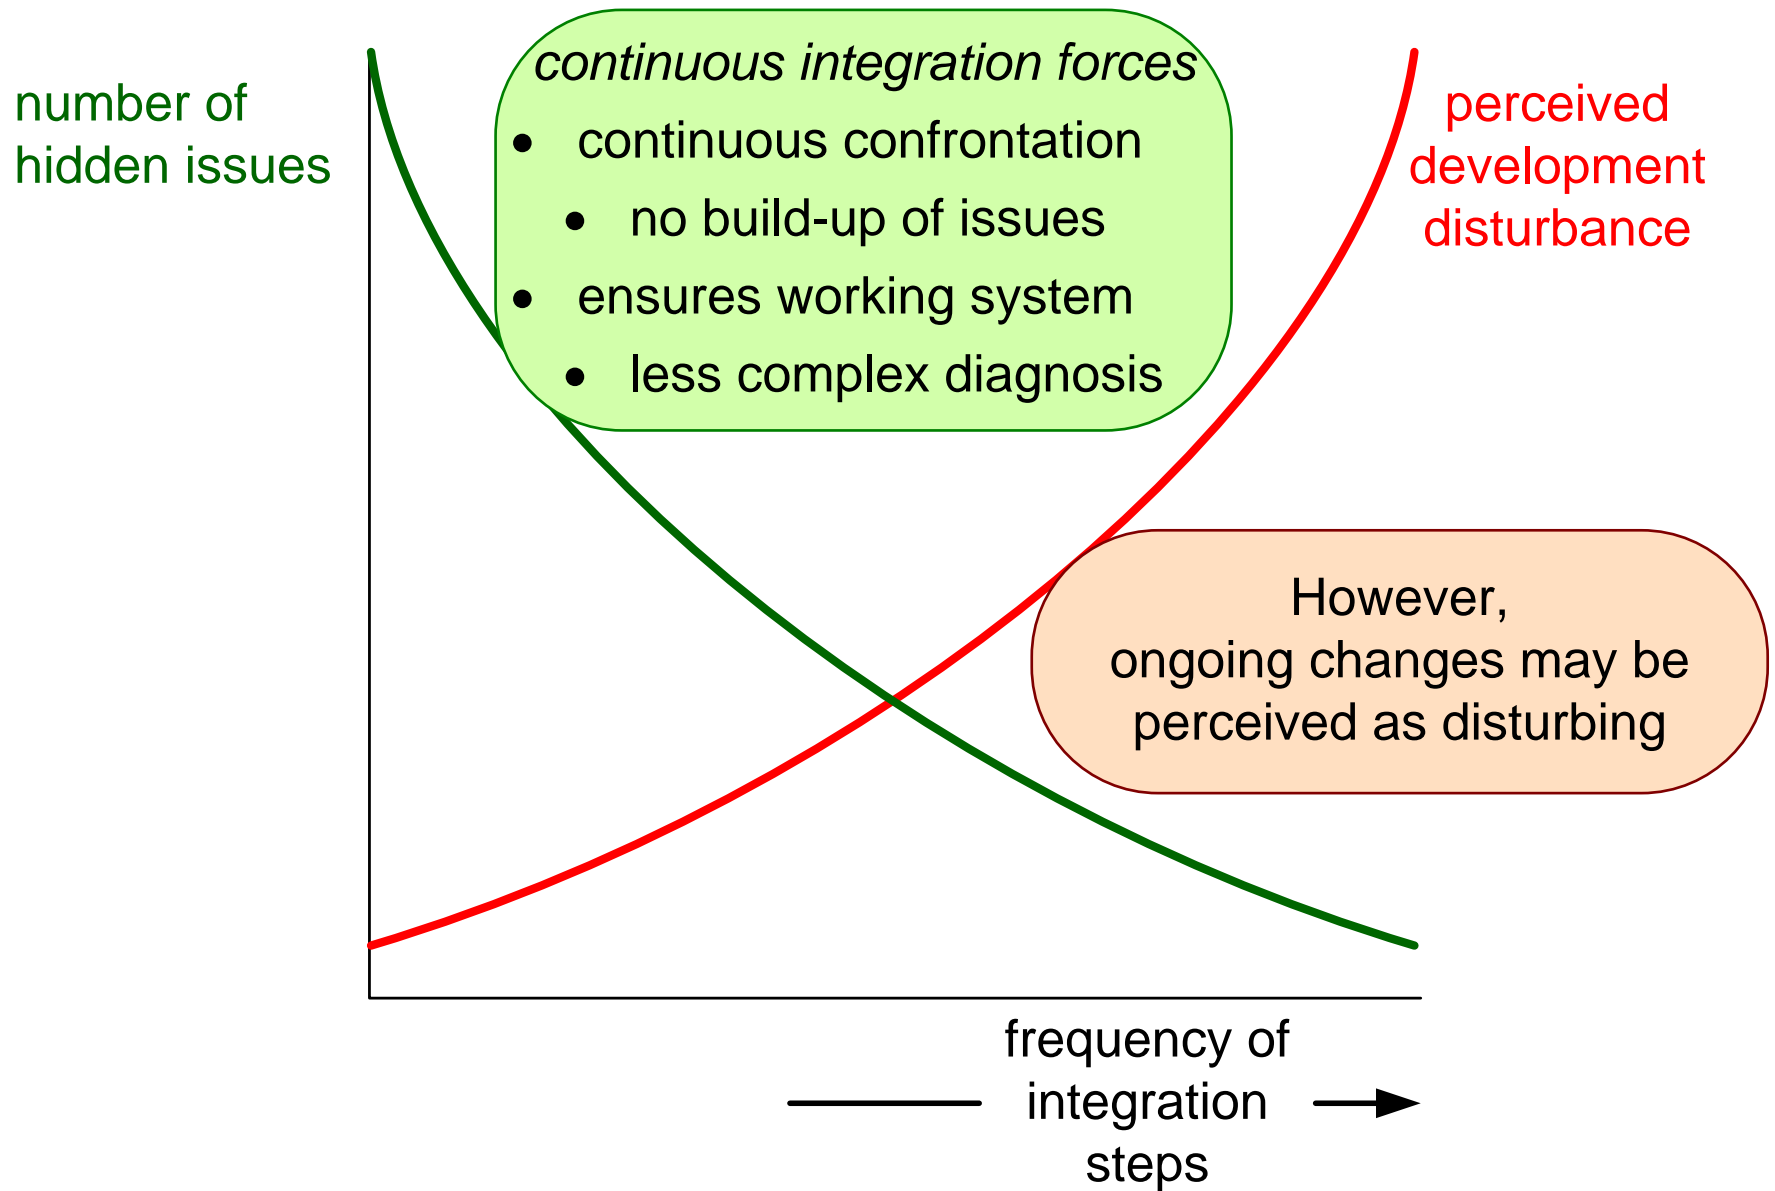 number of
hidden issues
continuous integration forces
• continuous confrontation
• no build-up of issues
• ensures working system
• less complex diagnosis
perceived
development
disturbance
However,
ongoing changes may be
perceived as disturbing
frequency of
integration
steps